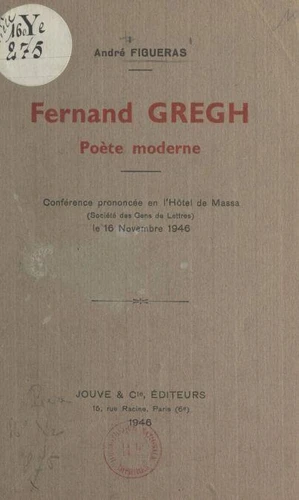 16 Ye
275
André FIGUERAS
Fernand GREGH
Poète moderne
Conférence prononcée en l'Hôtel de Massa
(Société des Gens de Lettres)
le 16 Novembre 1946
JOUVE & Cie, ÉDITEURS
15, rue Racine, Paris (6e)
1946